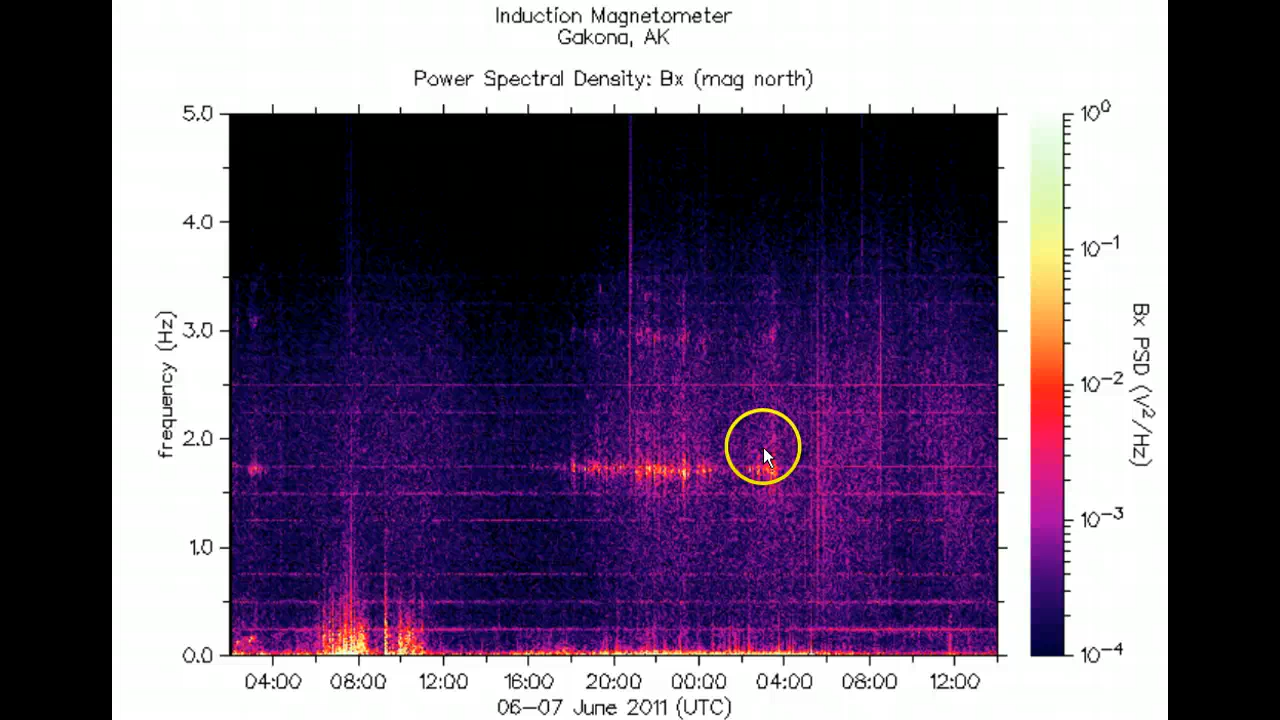 Induction Magnetometer
Gakona, AK
Power Spectral Density: Bx (mag north)
5.0
4.0
3.0
2.0
1.0
0.0
frequency (Hz)
04:00 08:00 12:00 16:00 20:00 00:00 04:00 08:00 12:00
06-07 June 2011 (UTC)
10^0
10^-1
10^-2
10^-3
10^-4
Bx PSD (V^2/Hz)